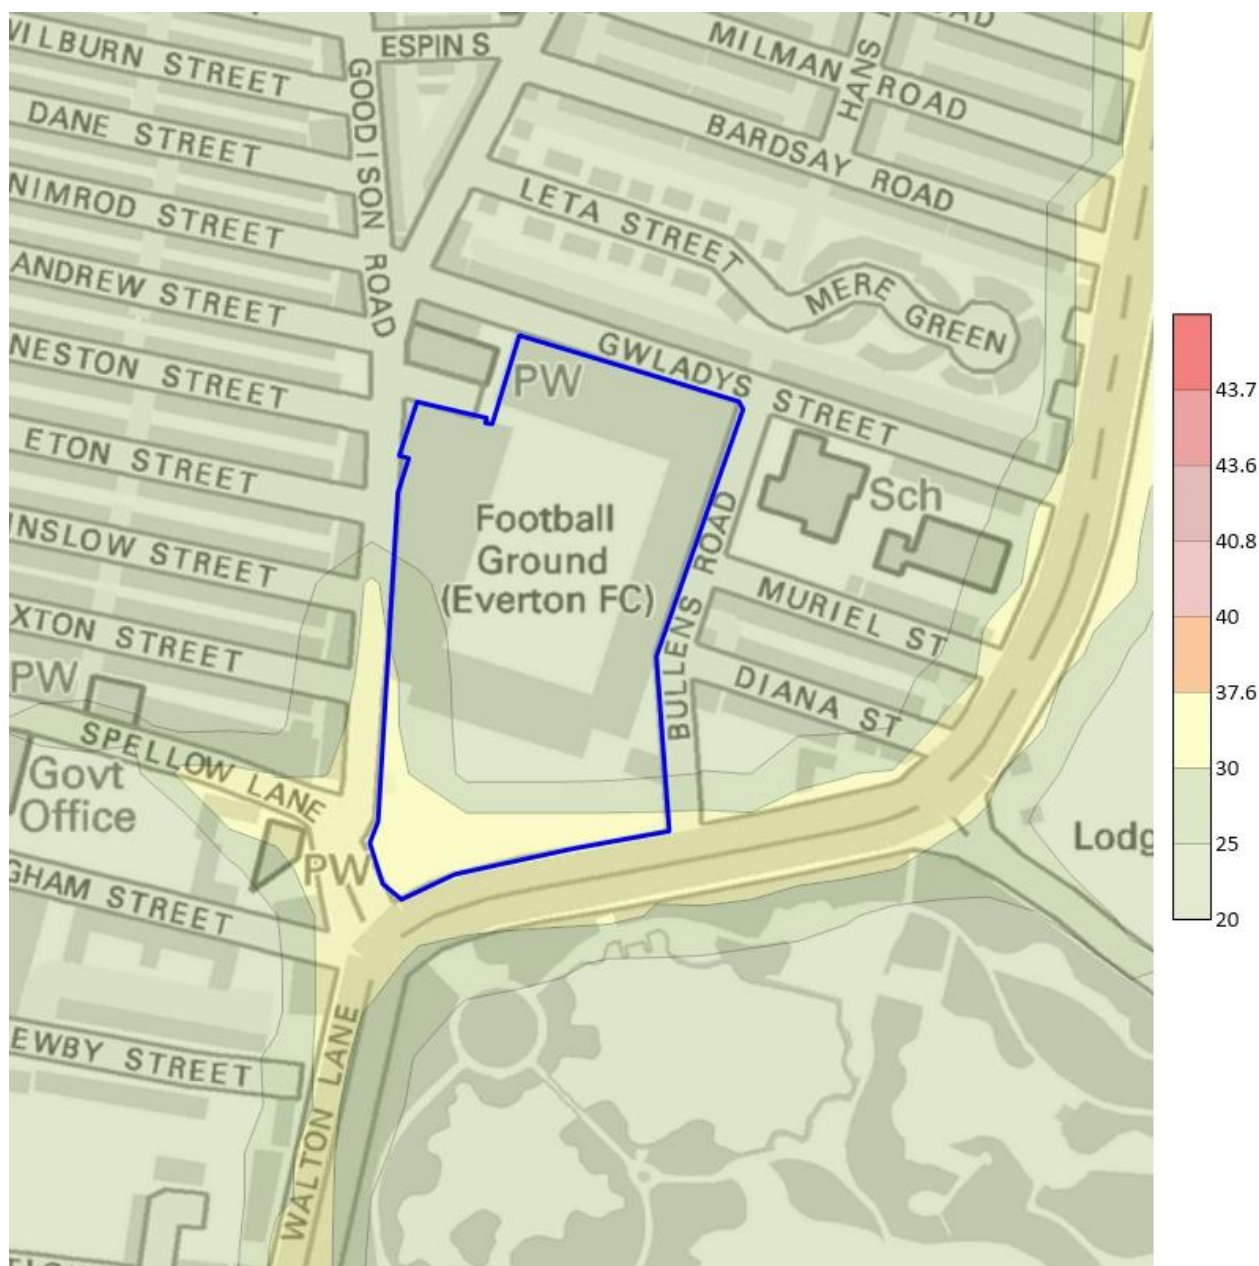 ESPIN S
MILMAN ROAD
HANS
WILBURN STREET
GOODISON ROAD
DANE STREET
BARDSAY ROAD
NIMROD STREET
LETA STREET
ANDREW STREET
MERE GREEN
NESTON STREET
GWLADYS STREET
PW
43.7
ETON STREET
Sch
43.6
Football
Ground
(Everton FC)
BULLENS ROAD
NSLOW STREET
40.8
MURIEL ST
XTON STREET
40
PW
DIANA ST
37.6
SPELLOW LANE
30
Govt
Office
PW
Lodg
25
GHAM STREET
20
WALTON LANE
EWBY STREET